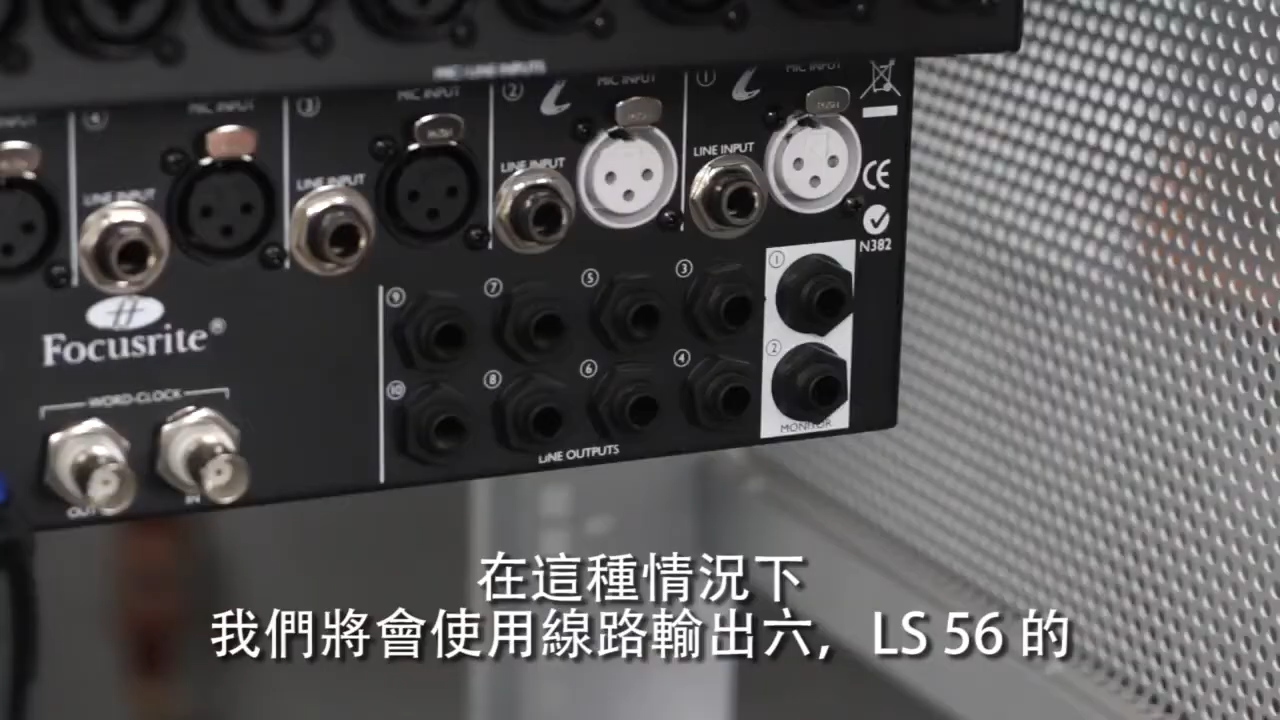 MIC LINE INPUTS
④ MIC INPUT
③ MIC INPUT
② MIC INPUT
① MIC INPUT
LINE INPUT
LINE INPUT
LINE INPUT
LINE INPUT
CE
N382
Focusrite®
WORD-CLOCK
OUT
IN
⑨ ⑦ ⑤ ③ ①
⑩ ⑧ ⑥ ④ ②
LINE OUTPUTS
MONITOR
在這種情況下
我們將會使用線路輸出六，LS 56 的